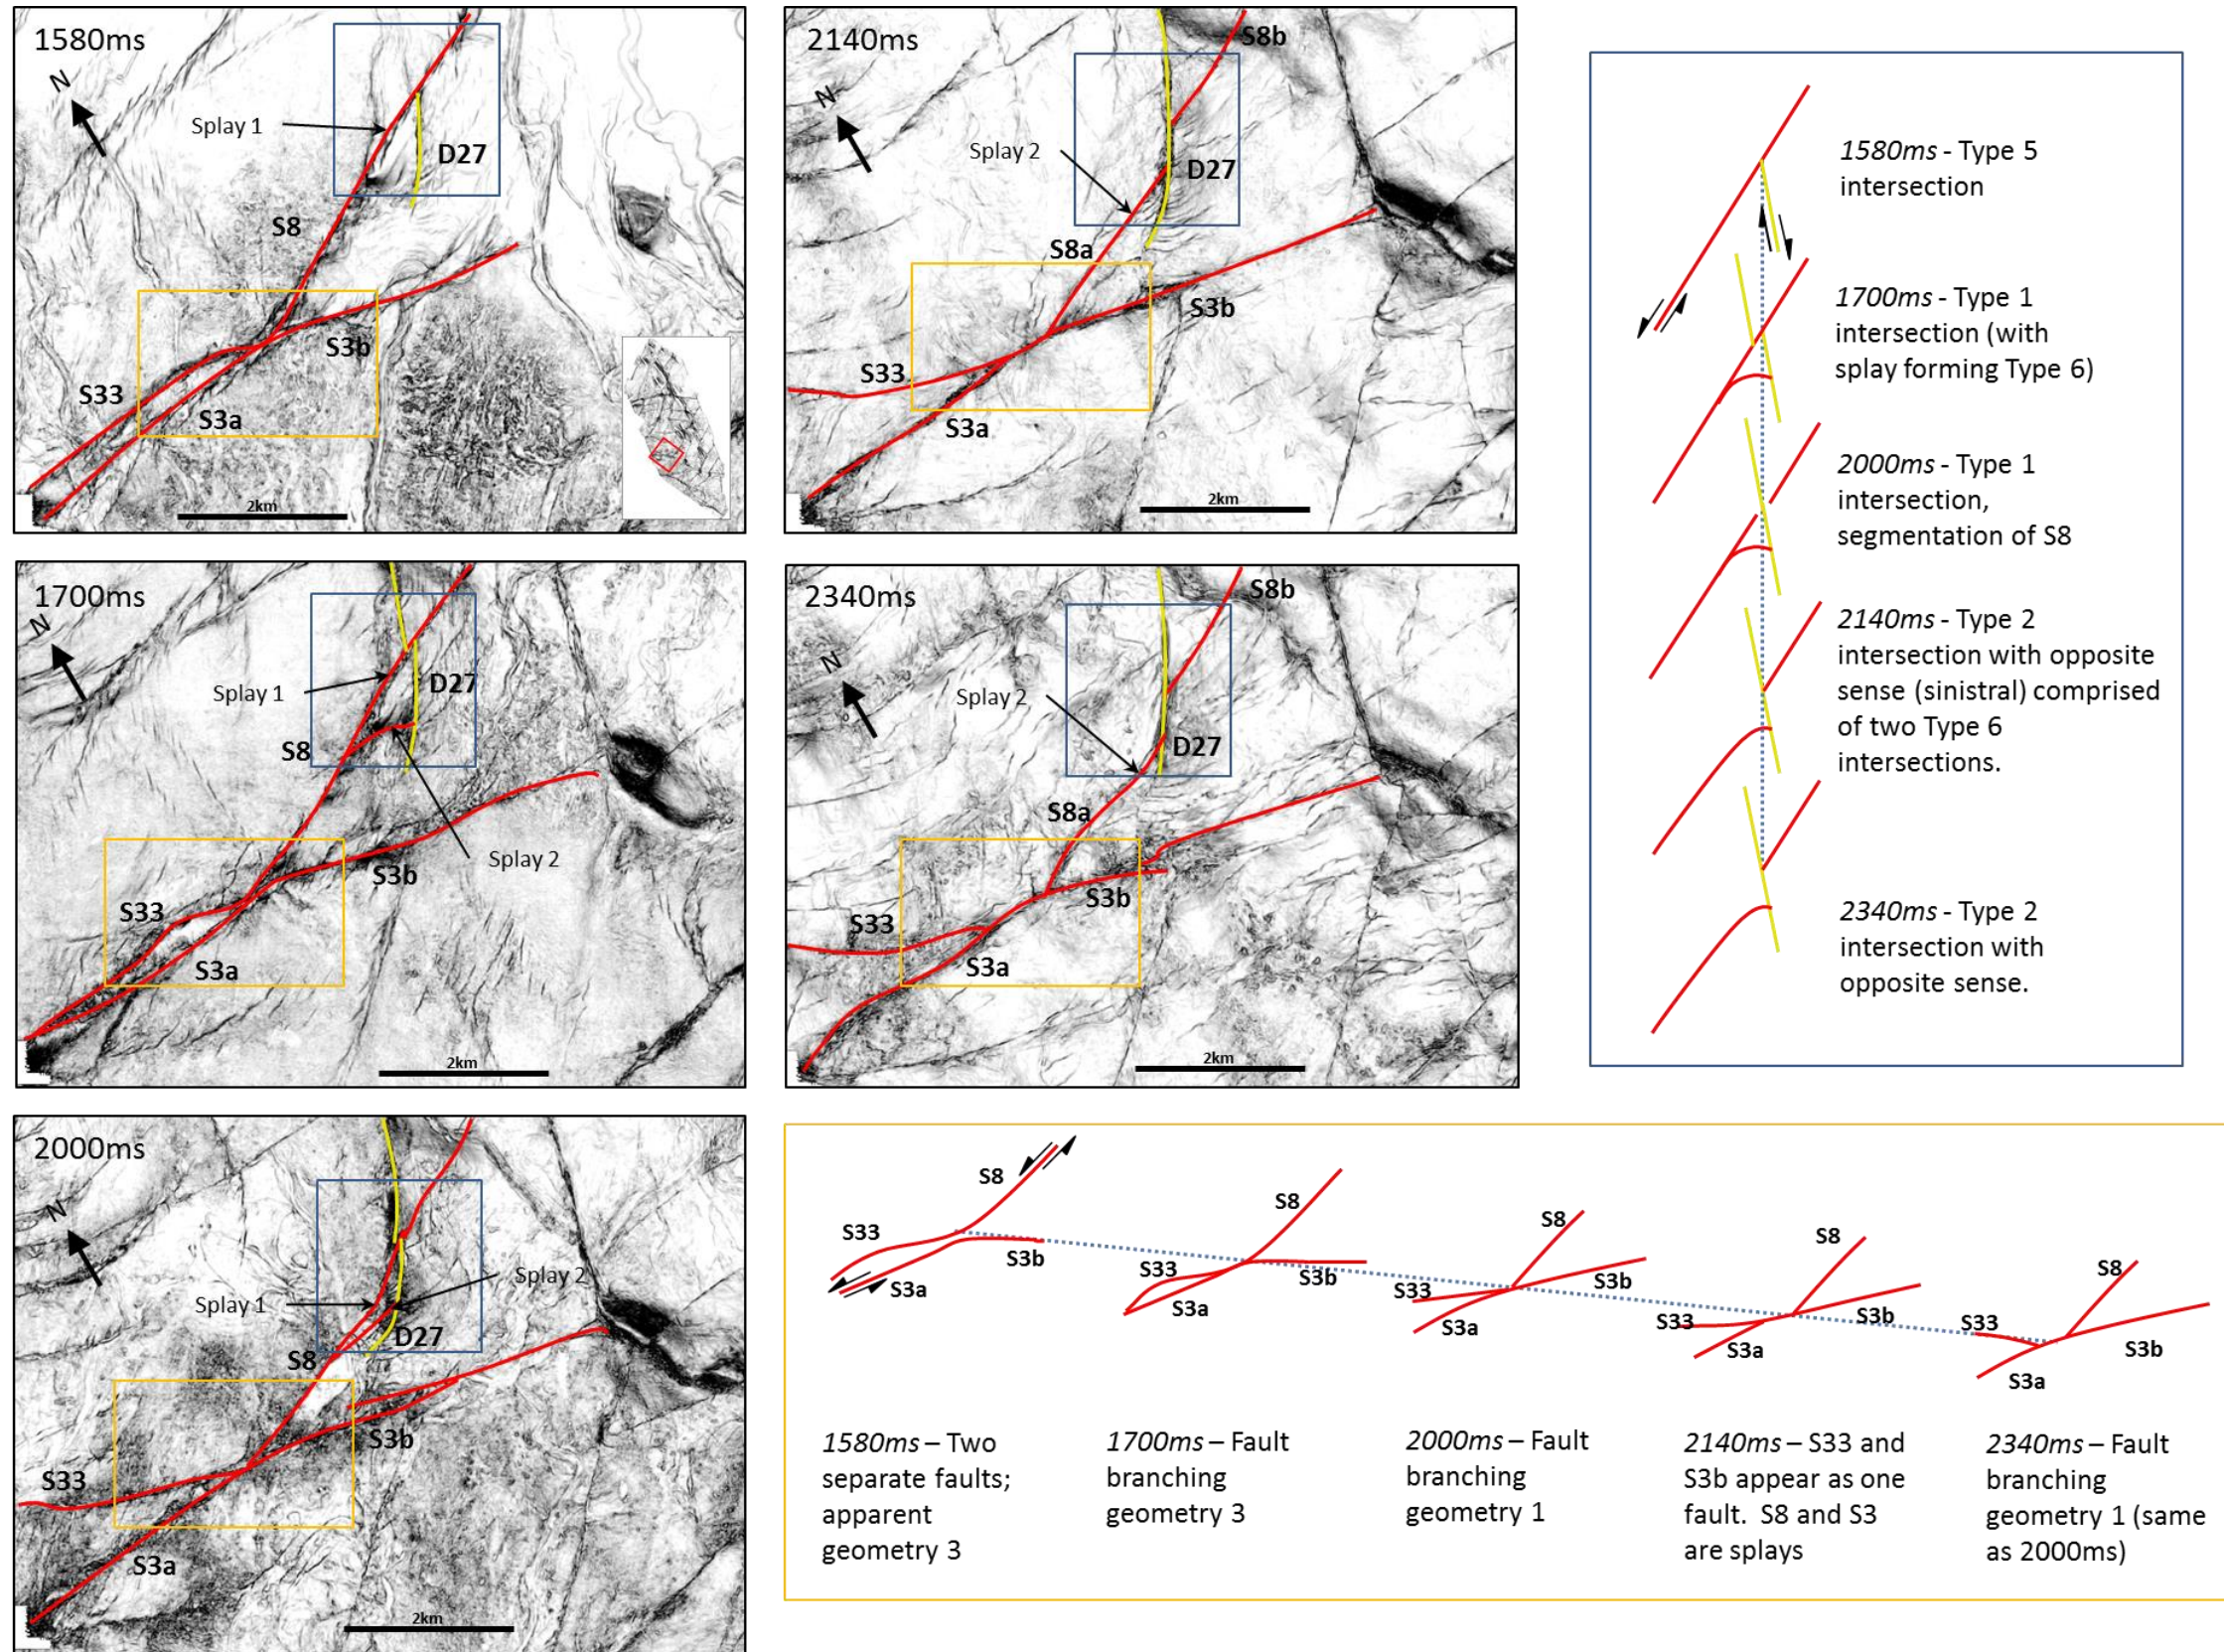 1580ms
N
Splay 1
D27
S8
S3b
S33
S3a
2km
2140ms
S8b
N
Splay 2
D27
S8a
S3b
S33
S3a
2km
1700ms
N
Splay 1
D27
S8
Splay 2
S3b
S33
S3a
2km
2340ms
S8b
N
Splay 2
D27
S8a
S3b
S33
S3a
2km
2000ms
N
Splay 2
Splay 1
D27
S8
S3b
S33
S3a
2km
1580ms - Type 5
intersection
1700ms - Type 1
intersection (with
splay forming Type 6)
2000ms - Type 1
intersection,
segmentation of S8
2140ms - Type 2
intersection with opposite
sense (sinistral) comprised
of two Type 6
intersections.
2340ms - Type 2
intersection with
opposite sense.
S8
S33
S3b
S3a
S8
S33
S3b
S3a
S8
S33
S3b
S3a
S8
S33
S3b
S3a
S8
S33
S3b
S3a
1580ms – Two
separate faults;
apparent
geometry 3
1700ms – Fault
branching
geometry 3
2000ms – Fault
branching
geometry 1
2140ms – S33 and
S3b appear as one
fault. S8 and S3
are splays
2340ms – Fault
branching
geometry 1 (same
as 2000ms)